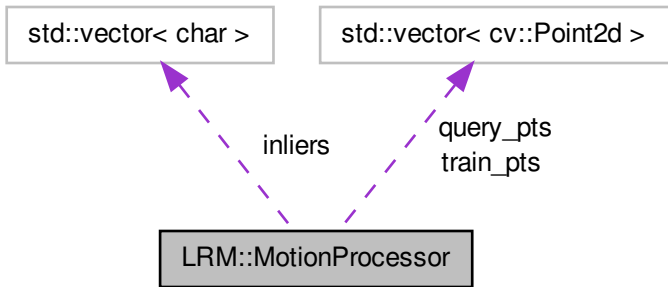 std::vector< char >
std::vector< cv::Point2d >
inliers
query_pts
train_pts
LRM::MotionProcessor